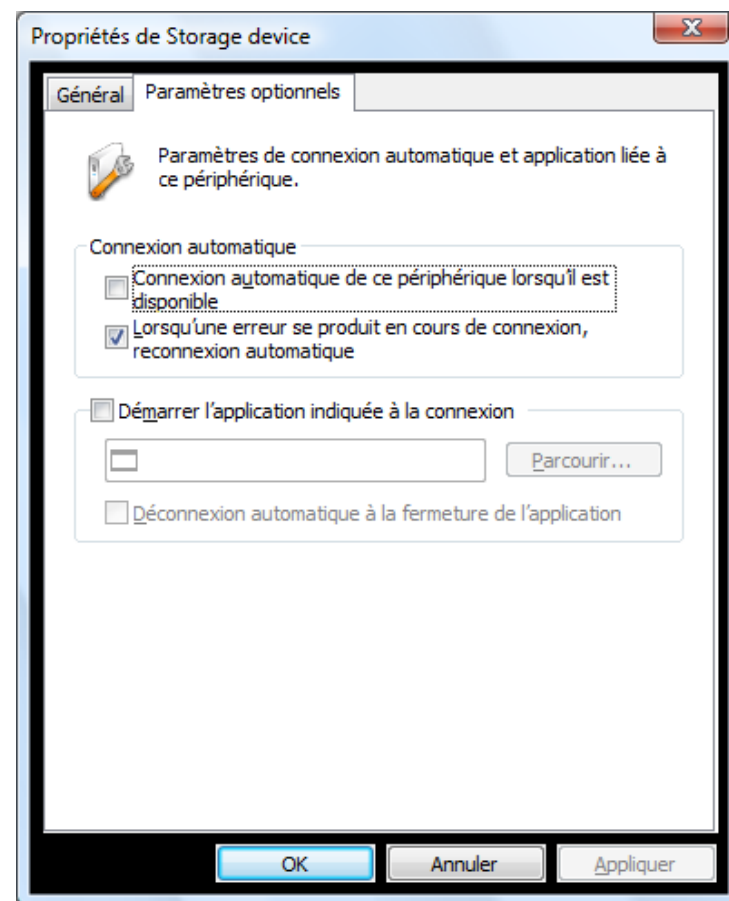 Propriétés de Storage device
Général
Paramètres optionnels
Paramètres de connexion automatique et application liée à
ce périphérique.
Connexion automatique
Connexion automatique de ce périphérique lorsqu'il est
disponible
Lorsqu'une erreur se produit en cours de connexion,
reconnexion automatique
Démarrer l'application indiquée à la connexion
Parcourir...
Déconnexion automatique à la fermeture de l'application
OK
Annuler
Appliquer